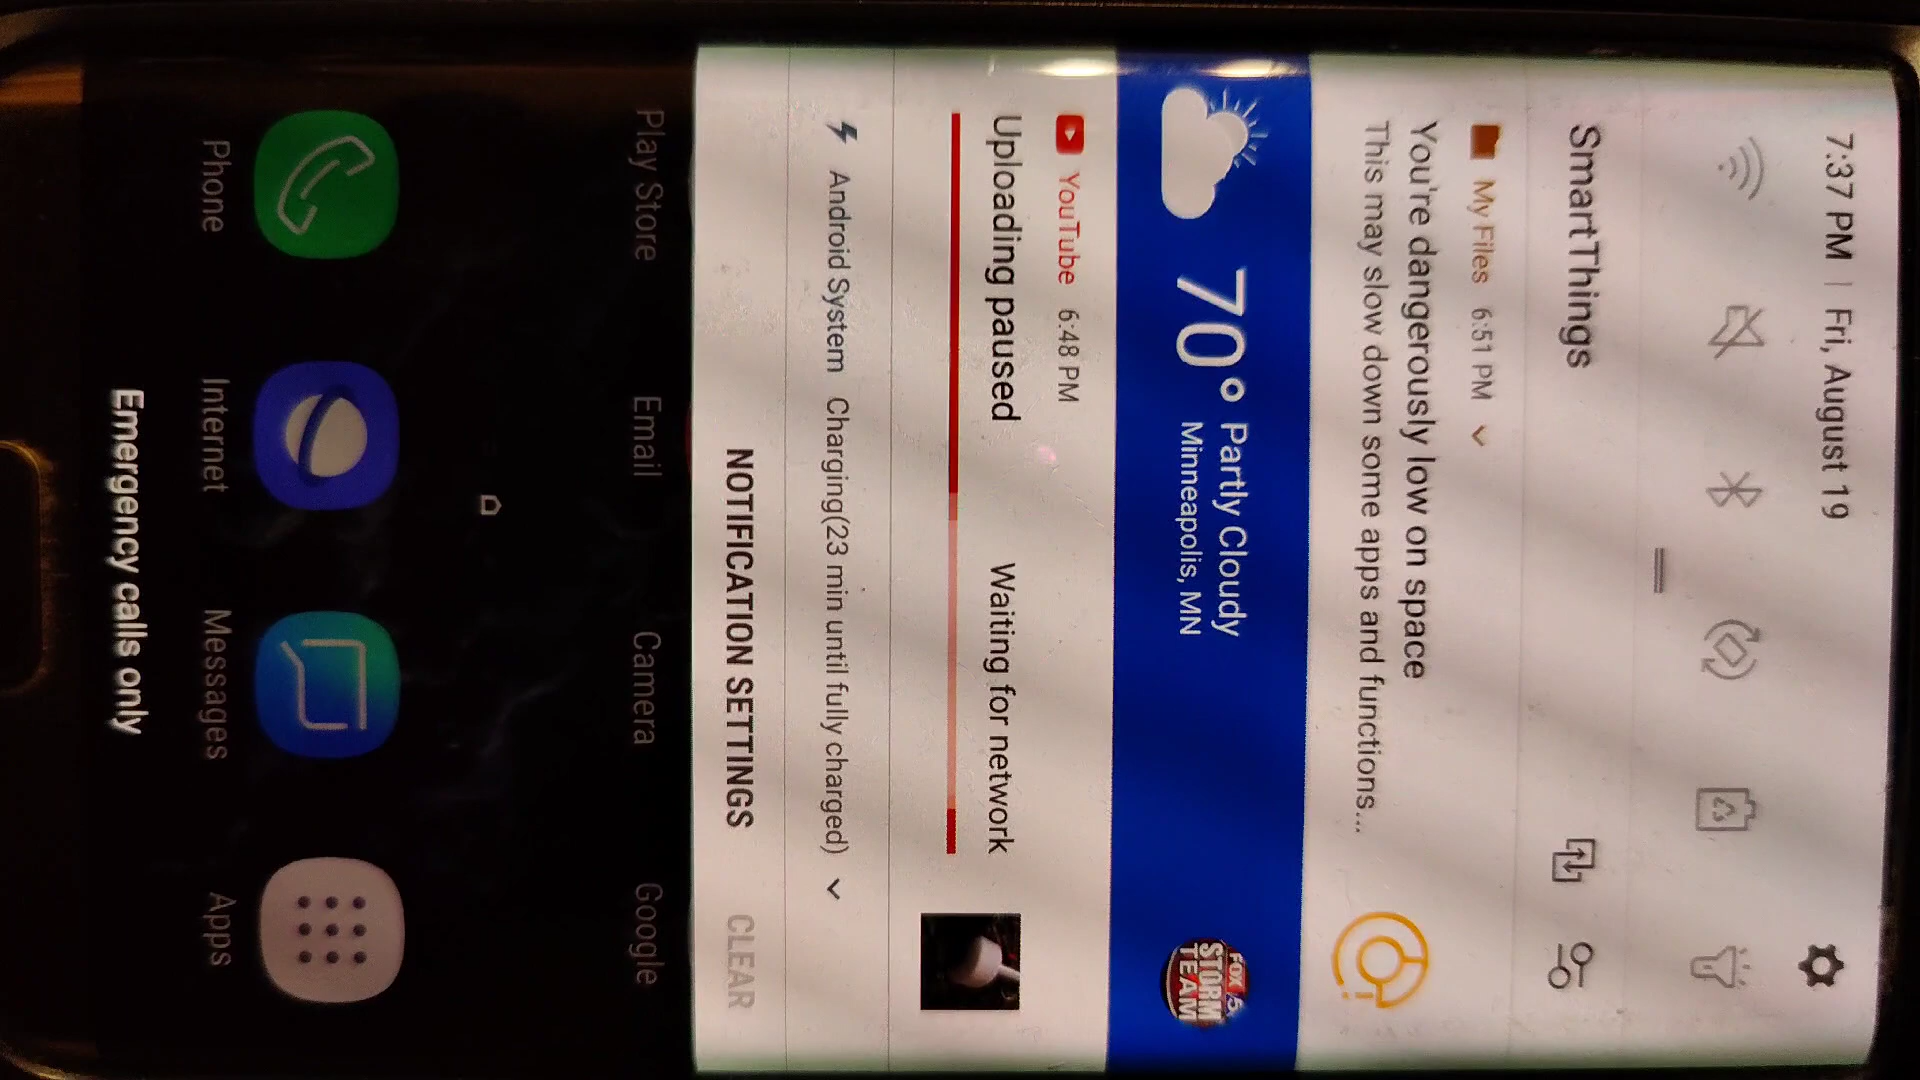 7:37 PM | Fri, August 19
SmartThings
My Files 6:51 PM
You're dangerously low on space
This may slow down some apps and functions...
70° Partly Cloudy
Minneapolis, MN
FOX 5
STORM
TEAM
YouTube 6:48 PM
Uploading paused Waiting for network
Android System Charging(23 min until fully charged)
NOTIFICATION SETTINGS CLEAR
Play Store Email Camera Google
Phone Internet Messages Apps
Emergency calls only